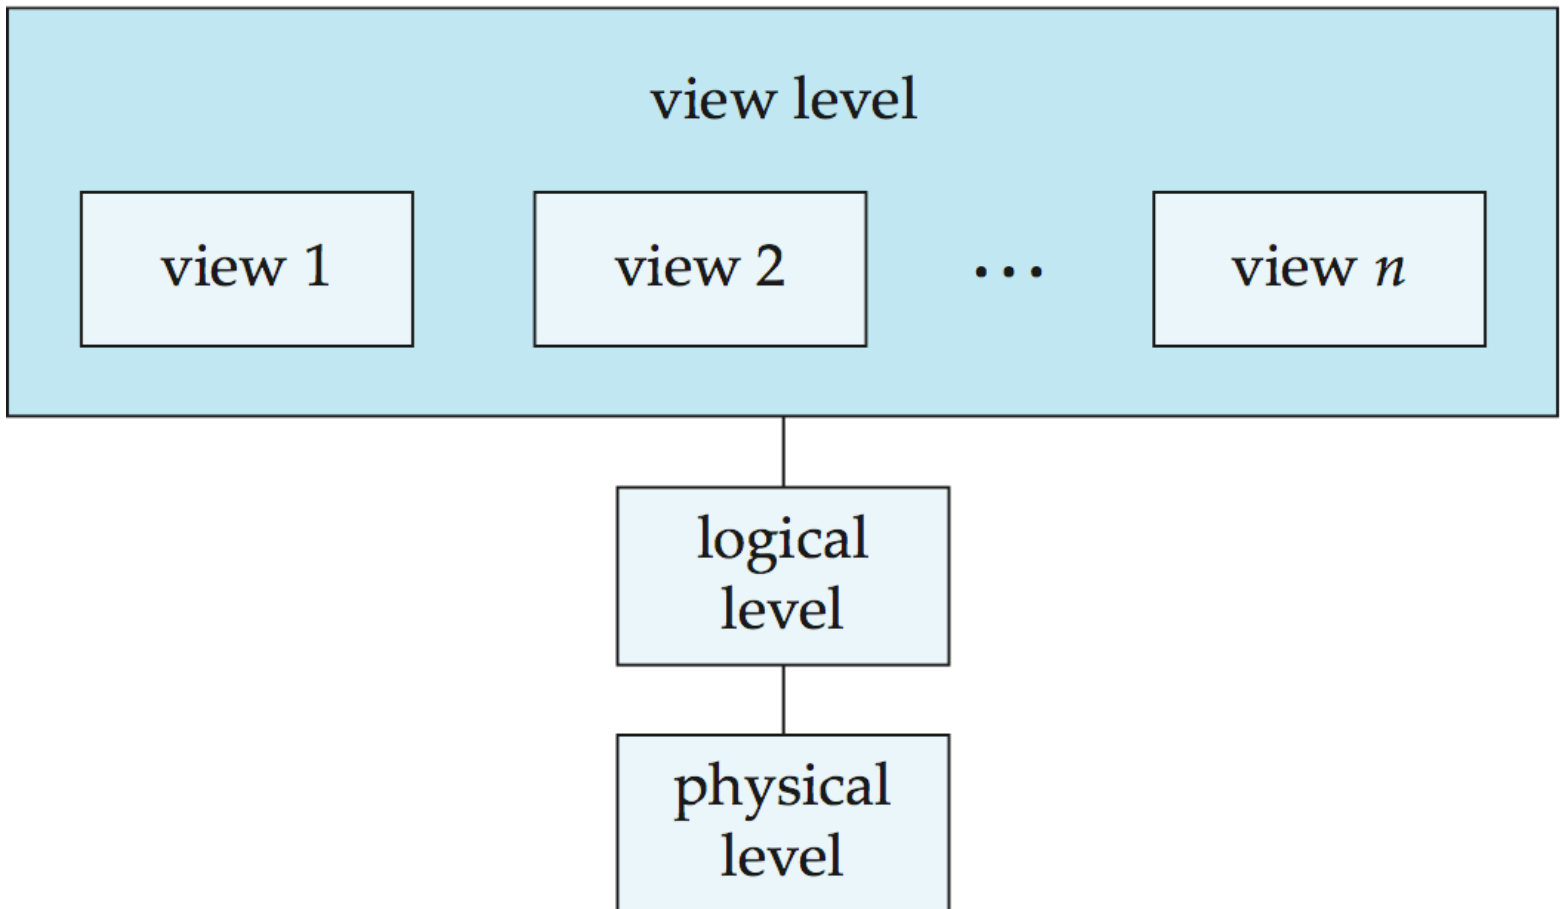 view level
view 1
view 2
...
view n
logical
level
physical
level